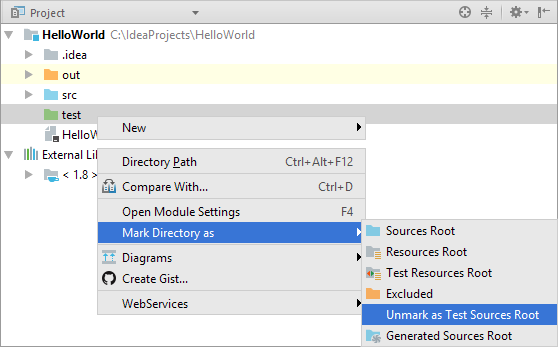 Project
HelloWorld C:\IdeaProjects\HelloWorld
.idea
out
src
test
HelloW
External Lib
< 1.8 >
New
Directory Path Ctrl+Alt+F12
Compare With... Ctrl+D
Open Module Settings F4
Mark Directory as
Diagrams
Create Gist...
WebServices
Sources Root
Resources Root
Test Resources Root
Excluded
Unmark as Test Sources Root
Generated Sources Root